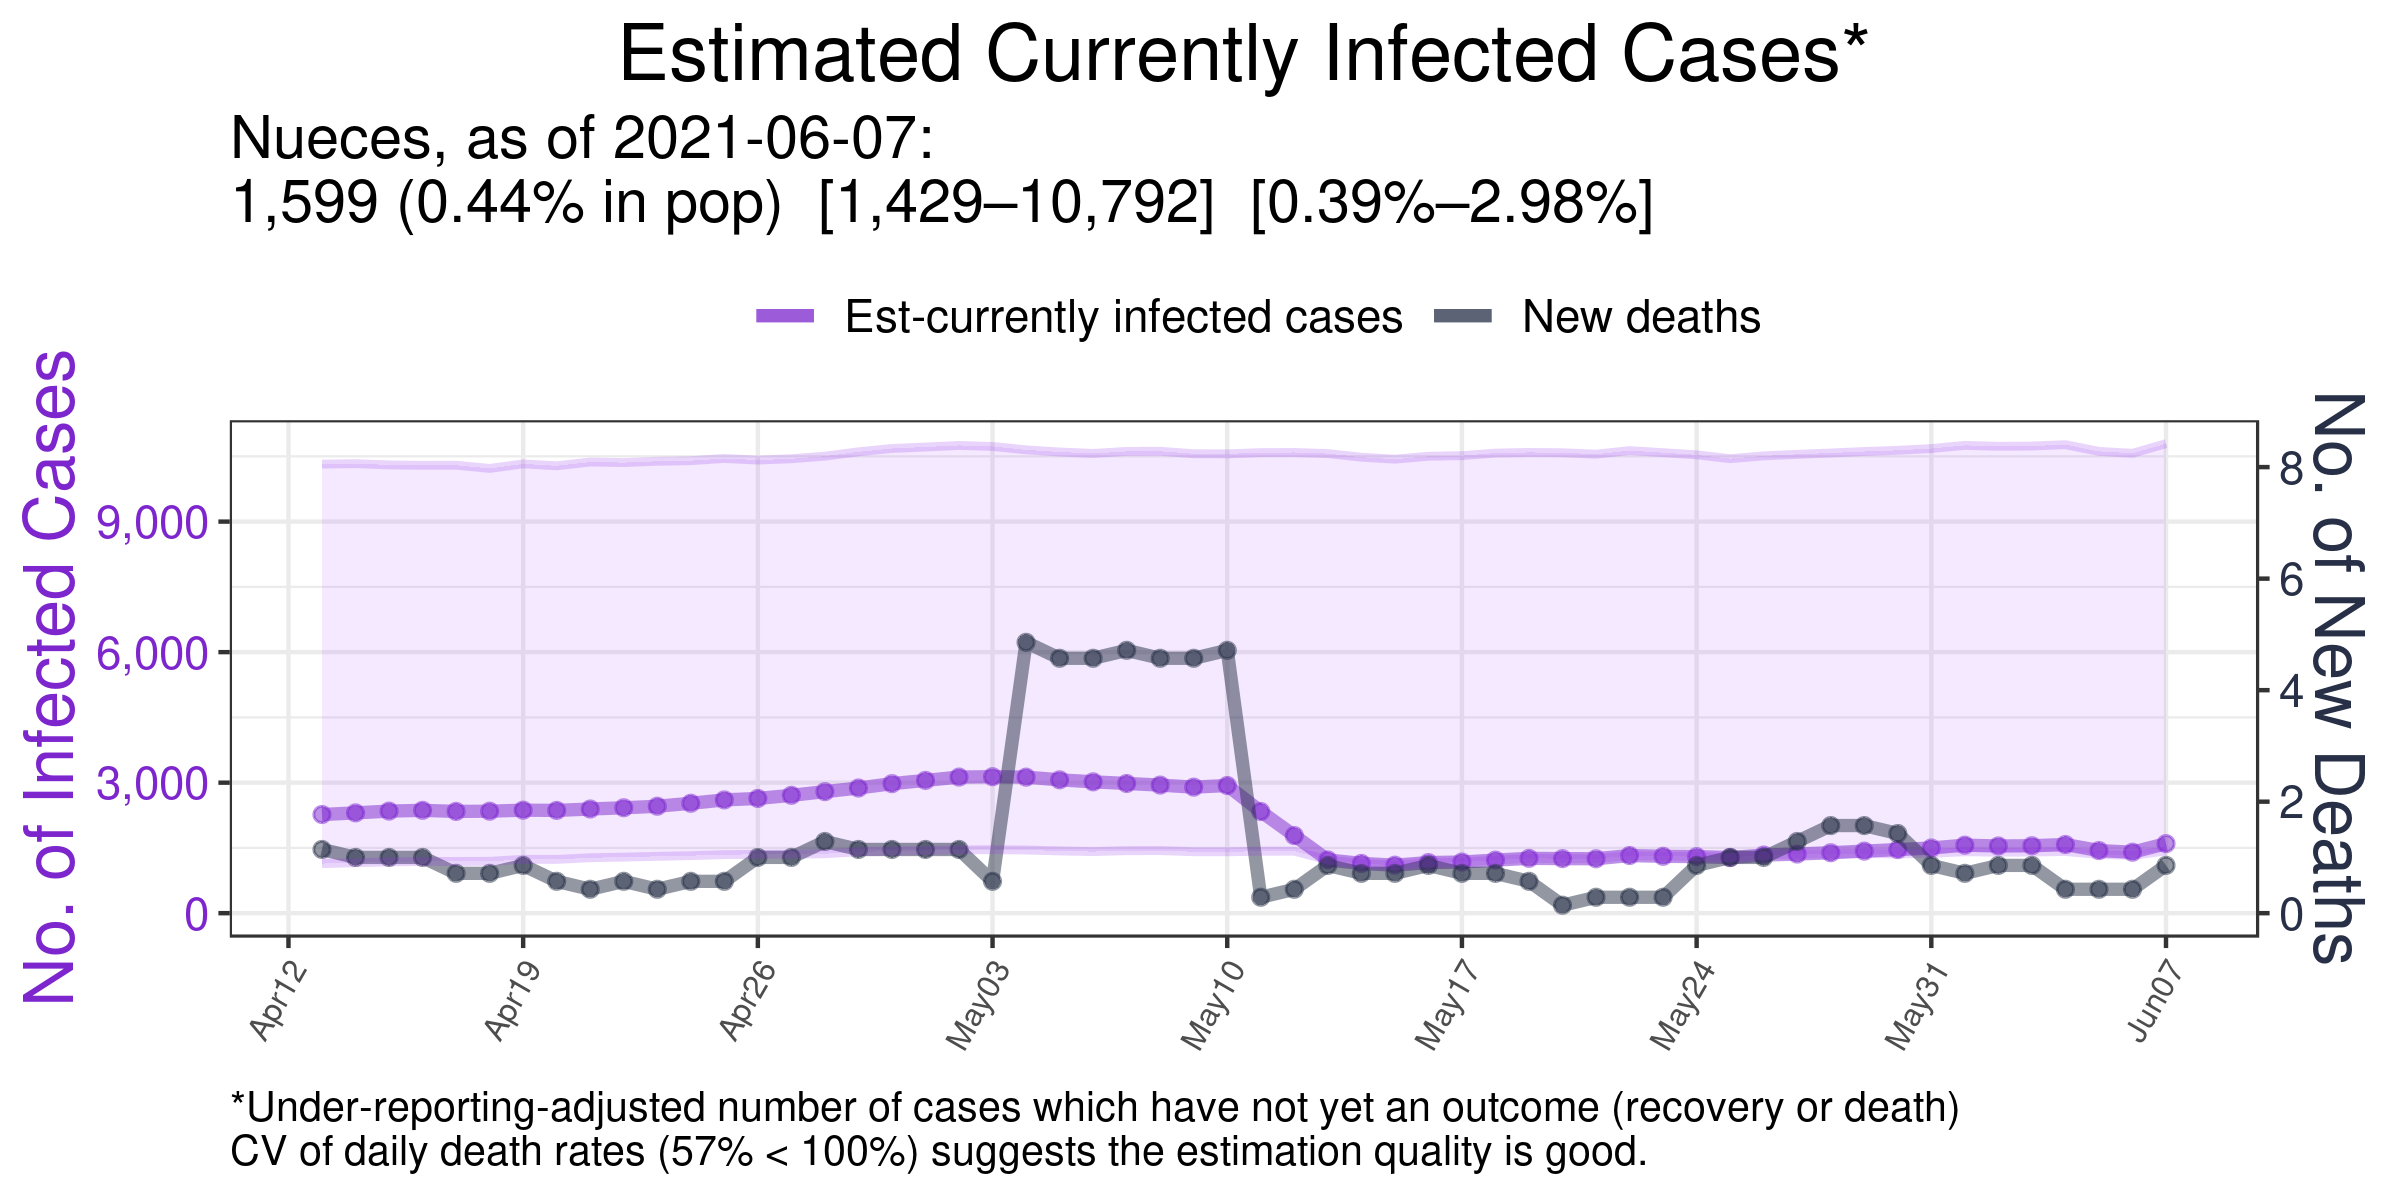 Estimated Currently Infected Cases*
Nueces, as of 2021-06-07:
1,599 (0.44% in pop)  [1,429–10,792]  [0.39%–2.98%]
Est-currently infected cases
New deaths
No. of Infected Cases
9,000
6,000
3,000
0
8
6
4
2
0
No. of New Deaths
Apr12
Apr19
Apr26
May03
May10
May17
May24
May31
Jun07
*Under-reporting-adjusted number of cases which have not yet an outcome (recovery or death)
CV of daily death rates (57% < 100%) suggests the estimation quality is good.